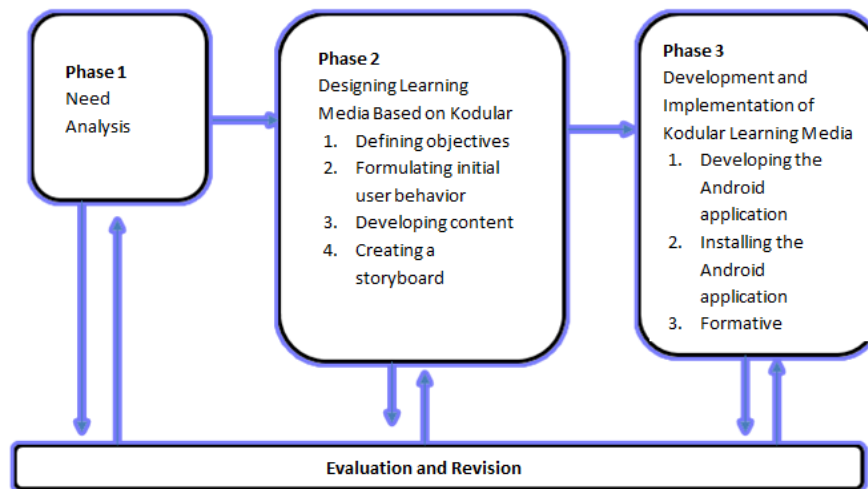 Phase 1
Need
Analysis
Phase 2
Designing Learning
Media Based on Kodular
1. Defining objectives
2. Formulating initial
user behavior
3. Developing content
4. Creating a
storyboard
Phase 3
Development and
Implementation of
Kodular Learning Media
1. Developing the
Android
application
2. Installing the
Android
application
3. Formative
Evaluation and Revision